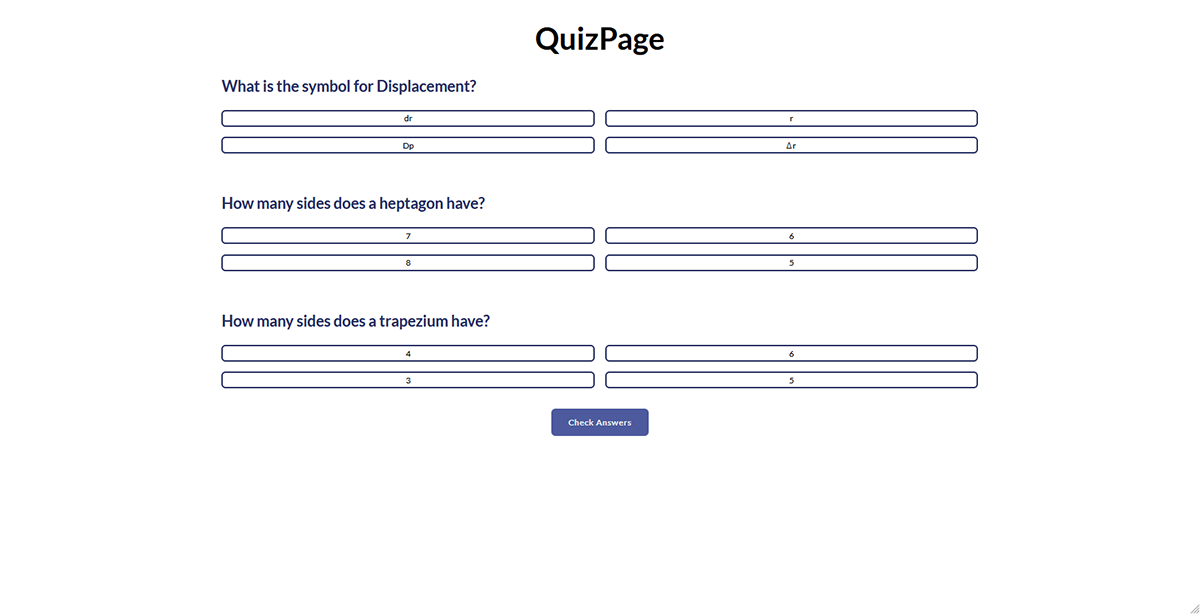 QuizPage
What is the symbol for Displacement?
dr
r
Dp
Δr
How many sides does a heptagon have?
7
6
8
5
How many sides does a trapezium have?
4
6
3
5
Check Answers